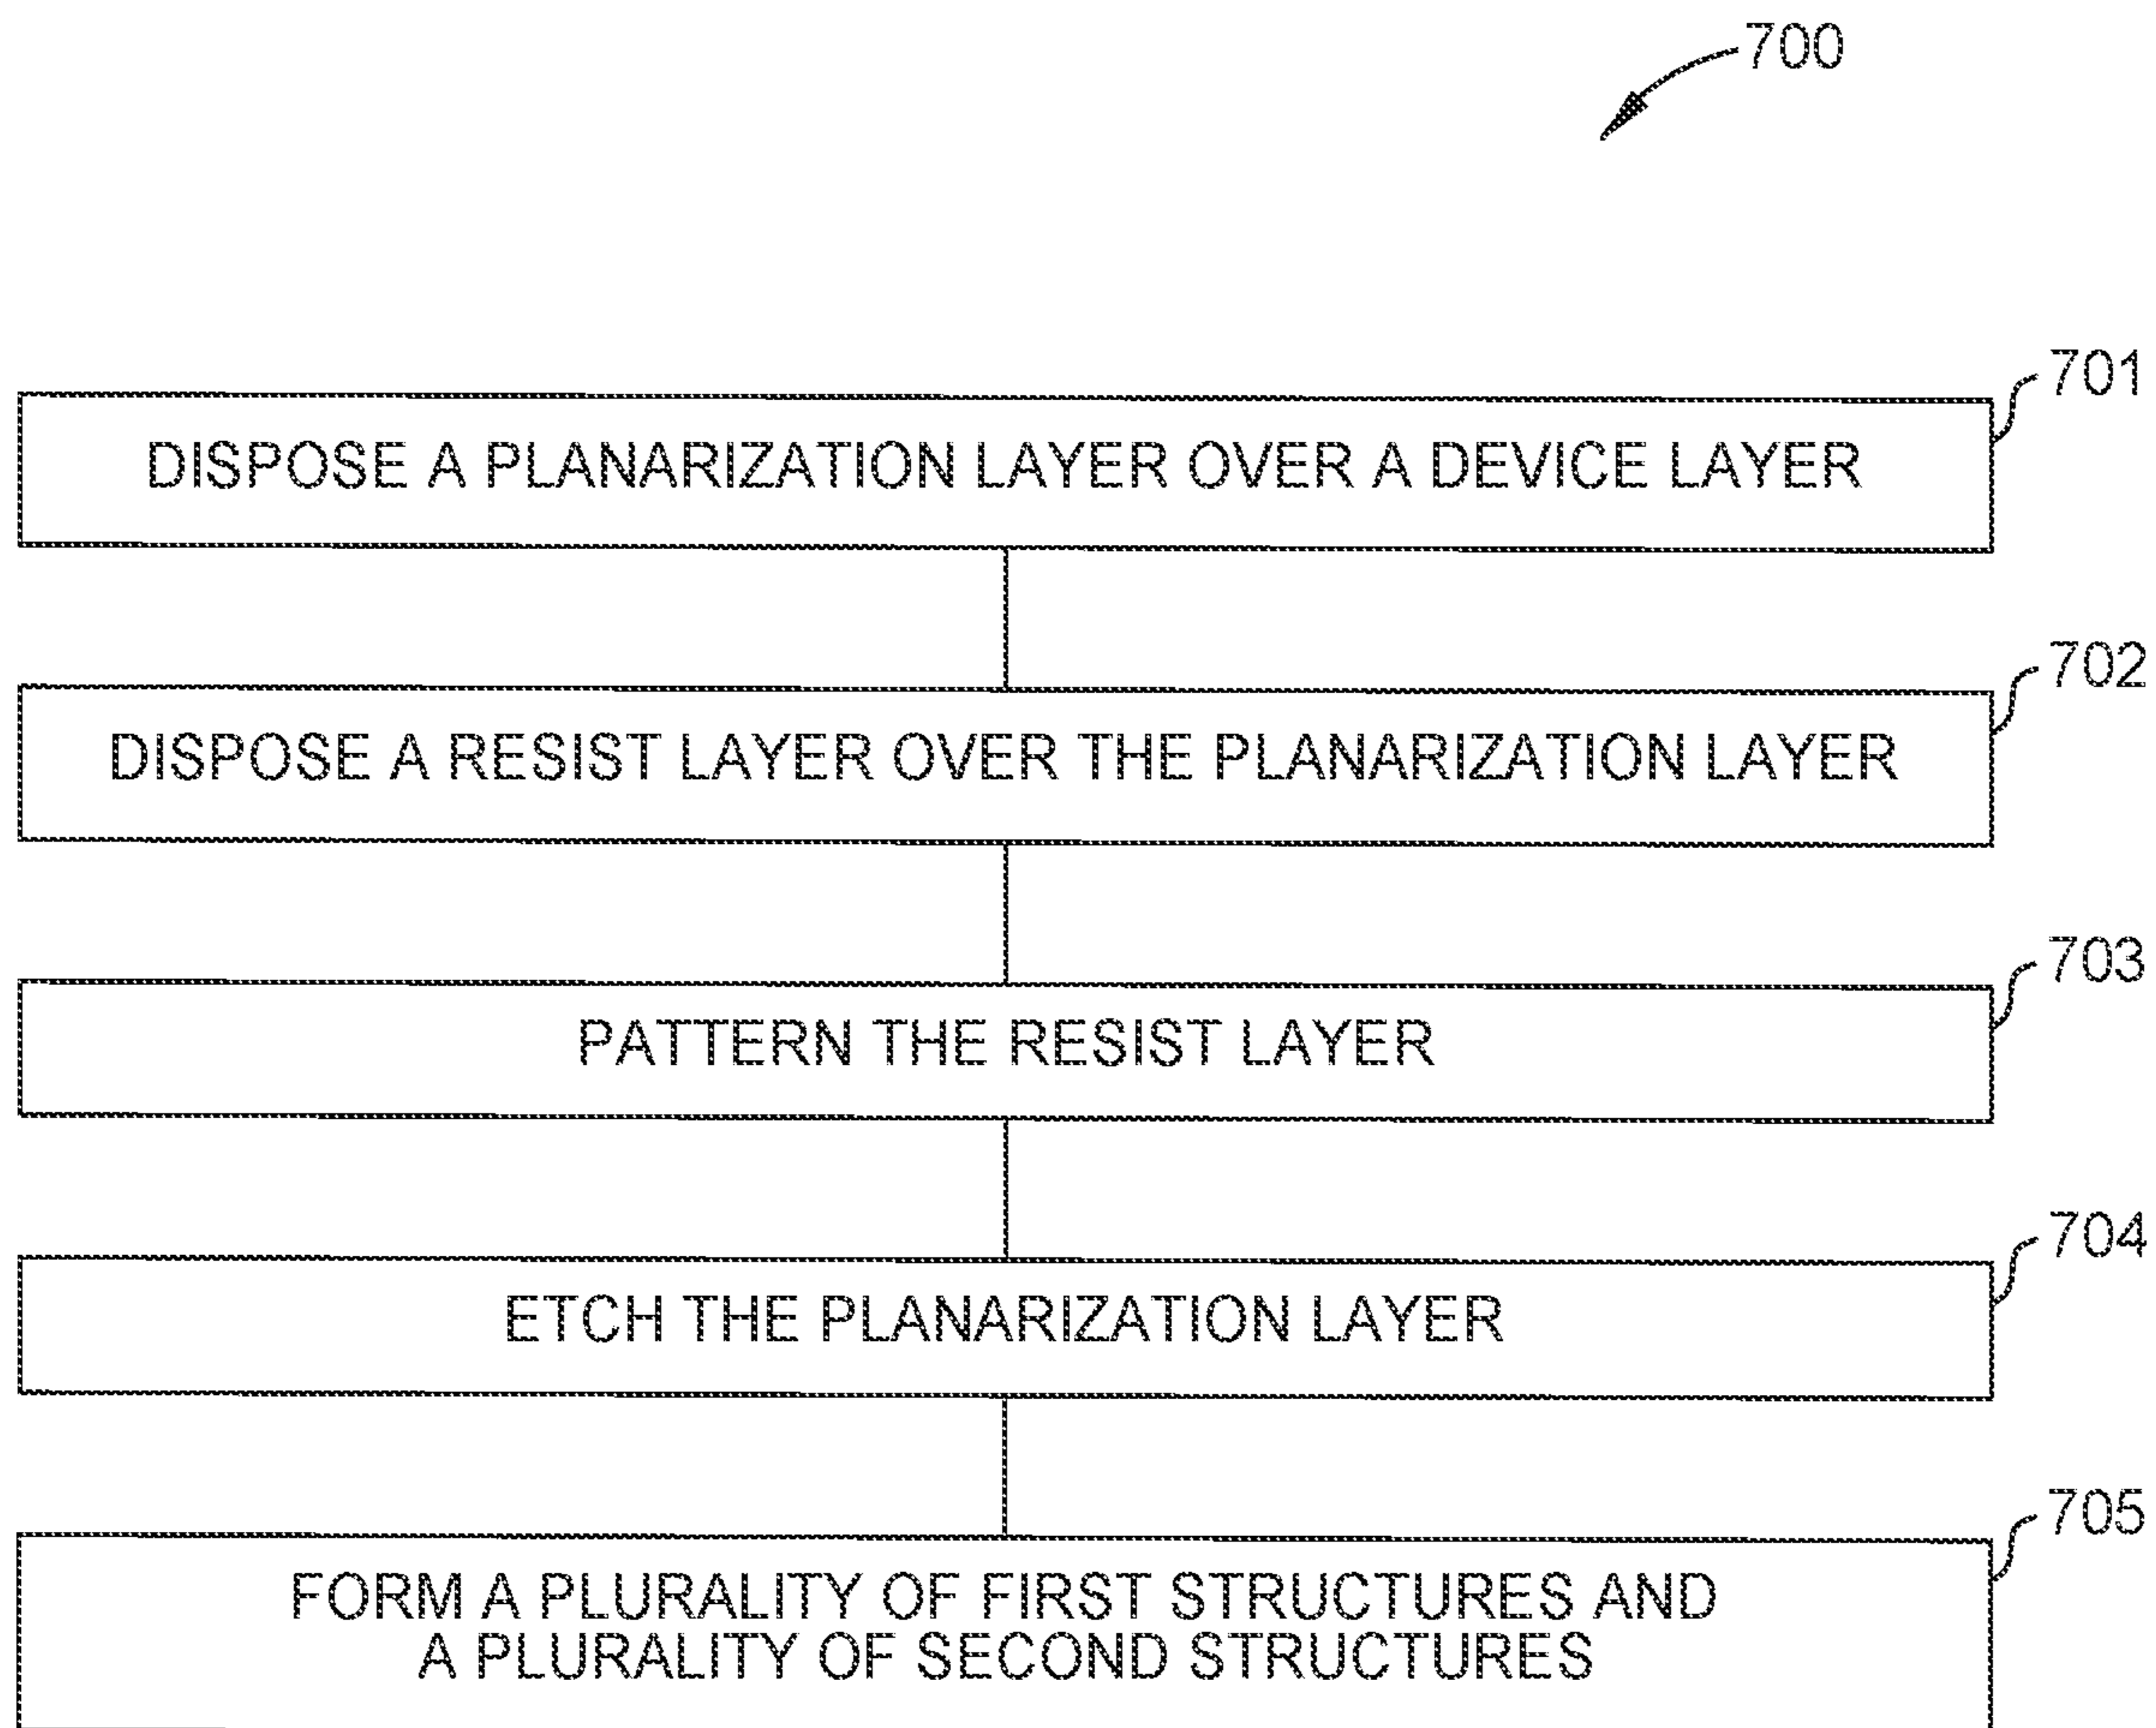 700
701
DISPOSE A PLANARIZATION LAYER OVER A DEVICE LAYER
702
DISPOSE A RESIST LAYER OVER THE PLANARIZATION LAYER
703
PATTERN THE RESIST LAYER
704
ETCH THE PLANARIZATION LAYER
705
FORM A PLURALITY OF FIRST STRUCTURES AND
A PLURALITY OF SECOND STRUCTURES